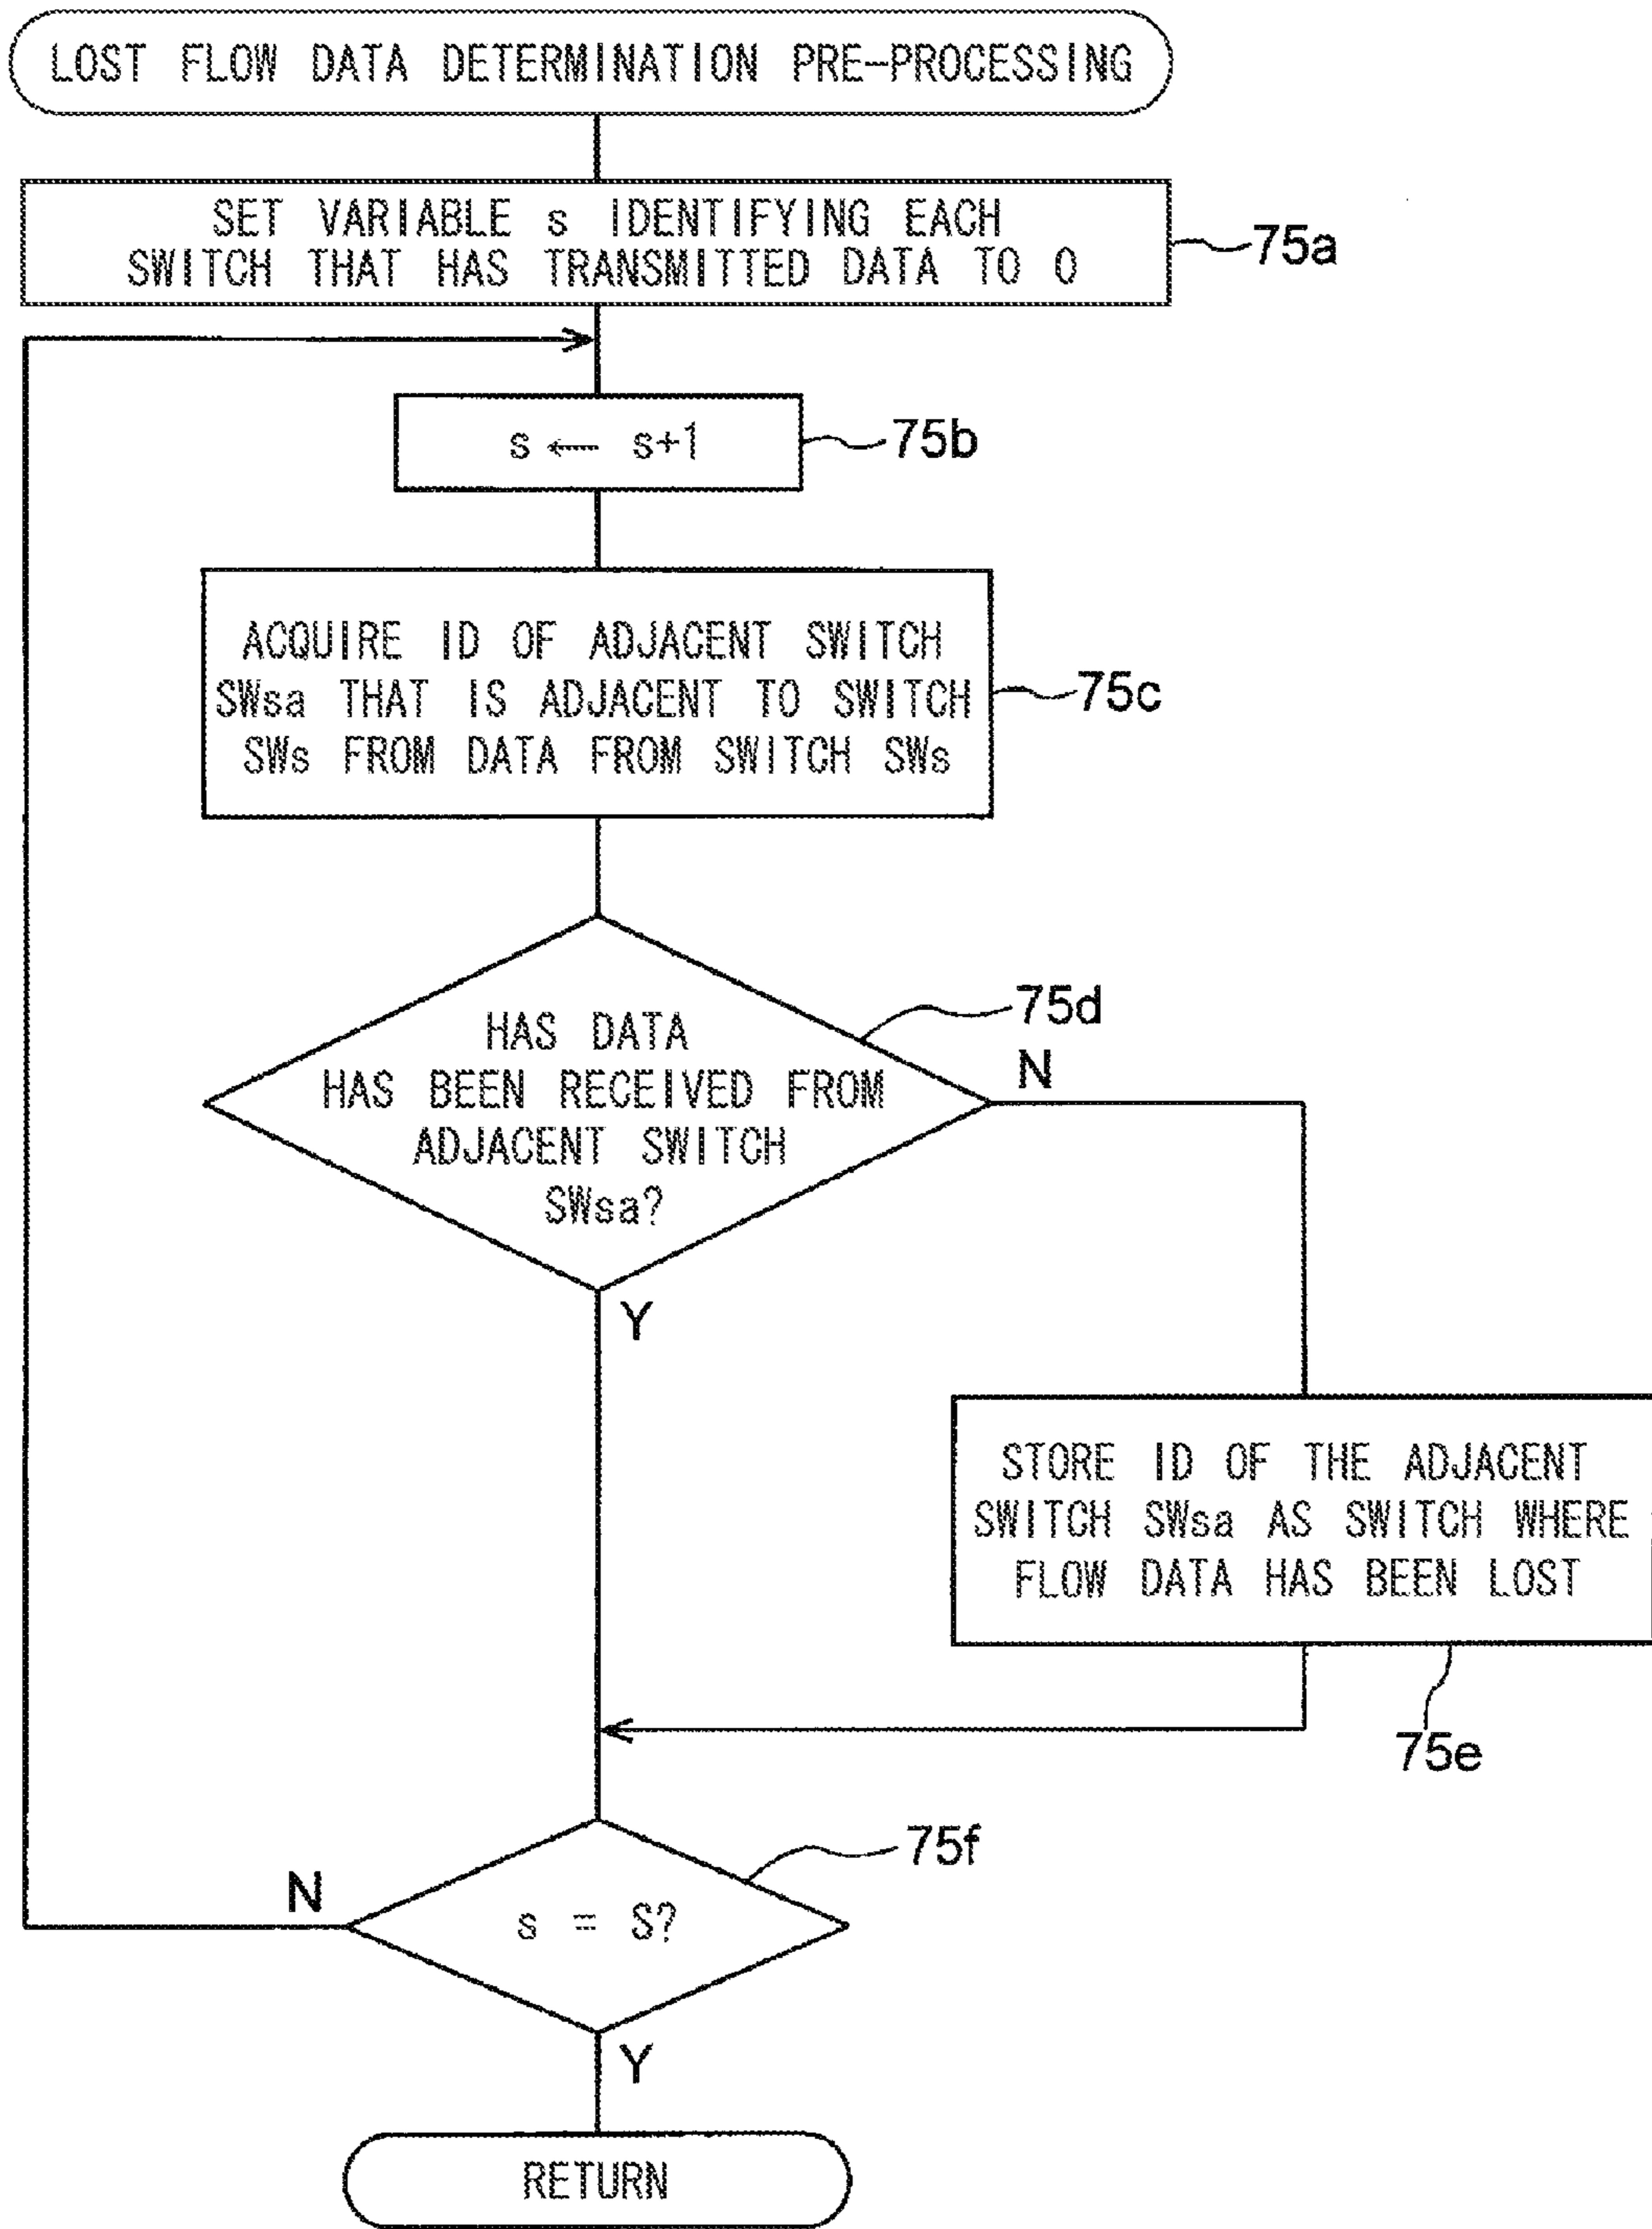 LOST FLOW DATA DETERMINATION PRE-PROCESSING
SET VARIABLE s IDENTIFYING EACH
SWITCH THAT HAS TRANSMITTED DATA TO 0
75a
s ← s+1
75b
ACQUIRE ID OF ADJACENT SWITCH
SWsa THAT IS ADJACENT TO SWITCH
SWs FROM DATA FROM SWITCH SWs
75c
HAS DATA
HAS BEEN RECEIVED FROM
ADJACENT SWITCH
SWsa?
75d
N
Y
STORE ID OF THE ADJACENT
SWITCH SWsa AS SWITCH WHERE
FLOW DATA HAS BEEN LOST
75e
s = S?
75f
N
Y
RETURN